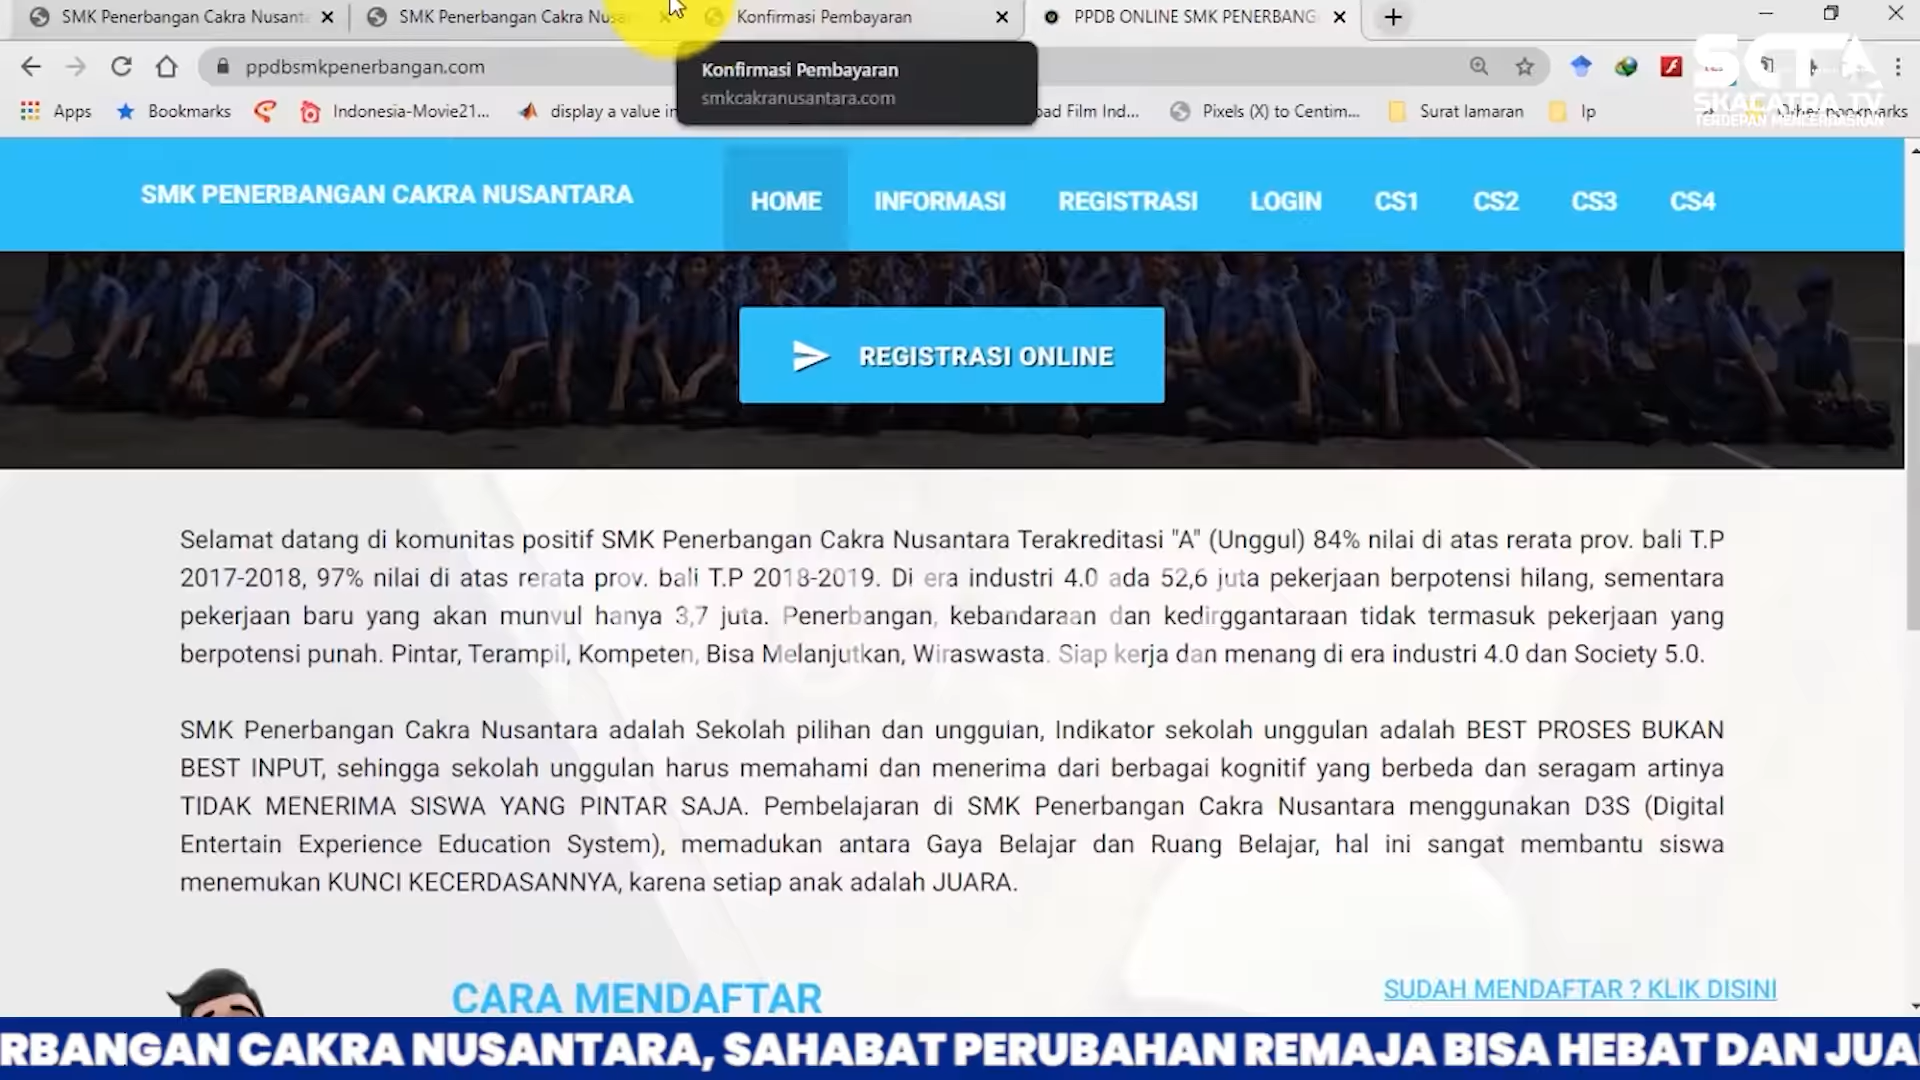 SMK Penerbangan Cakra Nusant
SMK Penerbangan Cakra Nusa
Konfirmasi Pembayaran
PPDB ONLINE SMK PENERBANG
ppdbsmkpenerbangan.com
Konfirmasi Pembayaran
smkcakranusantara.com
SCTA
SKACATRA TV
TERDEPAN MENCERDASKAN
Apps
Bookmarks
Indonesia-Movie21...
display a value in
oad Film Ind...
Pixels (X) to Centim...
Surat lamaran
Ip
Other bookmarks
SMK PENERBANGAN CAKRA NUSANTARA
HOME
INFORMASI
REGISTRASI
LOGIN
CS1
CS2
CS3
CS4
REGISTRASI ONLINE
Selamat datang di komunitas positif SMK Penerbangan Cakra Nusantara Terakreditasi "A" (Unggul) 84% nilai di atas rerata prov. bali T.P
2017-2018, 97% nilai di atas rerata prov. bali T.P 2018-2019. Di era industri 4.0 ada 52,6 juta pekerjaan berpotensi hilang, sementara
pekerjaan baru yang akan munvul hanya 3,7 juta. Penerbangan, kebandaraan dan kedirggantaraan tidak termasuk pekerjaan yang
berpotensi punah. Pintar, Terampil, Kompeten, Bisa Melanjutkan, Wiraswasta. Siap kerja dan menang di era industri 4.0 dan Society 5.0.
SMK Penerbangan Cakra Nusantara adalah Sekolah pilihan dan unggulan, Indikator sekolah unggulan adalah BEST PROSES BUKAN
BEST INPUT, sehingga sekolah unggulan harus memahami dan menerima dari berbagai kognitif yang berbeda dan seragam artinya
TIDAK MENERIMA SISWA YANG PINTAR SAJA. Pembelajaran di SMK Penerbangan Cakra Nusantara menggunakan D3S (Digital
Entertain Experience Education System), memadukan antara Gaya Belajar dan Ruang Belajar, hal ini sangat membantu siswa
menemukan KUNCI KECERDASANNYA, karena setiap anak adalah JUARA.
CARA MENDAFTAR
SUDAH MENDAFTAR ? KLIK DISINI
RBANGAN CAKRA NUSANTARA, SAHABAT PERUBAHAN REMAJA BISA HEBAT DAN JUA